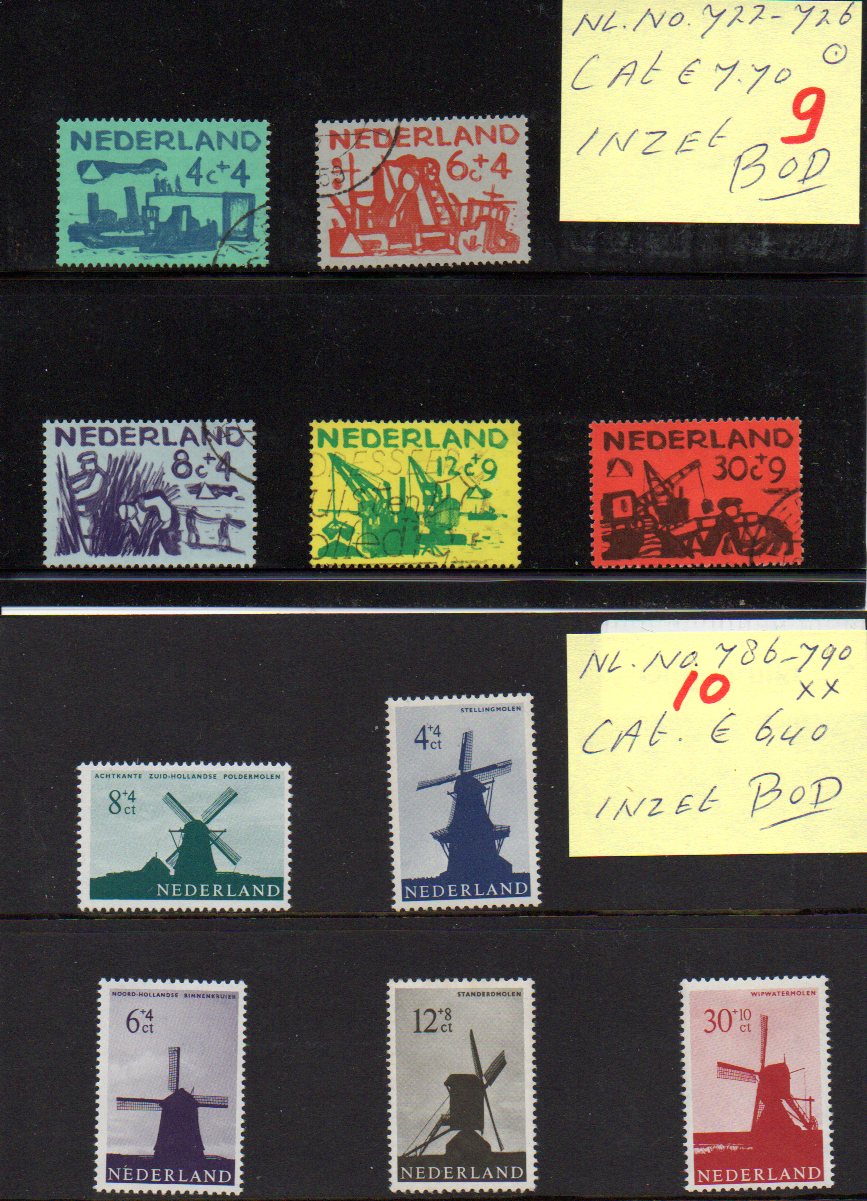 NL. NO. 722-726
CAt € 7.70
9
INZEt
BOD
NEDERLAND
4c+4
NEDERLAND
6c+4
59
NEDERLAND
8c+4
NEDERLAND
12c+9
NEDERLAND
30c+9
NL. NO. 786-790
10
XX
CAt. € 6,40
INZEt BOD
ACHTKANTE ZUID-HOLLANDSE POLDERMOLEN
8+4
ct
NEDERLAND
STELLINGMOLEN
4+4
ct
NEDERLAND
NOORD-HOLLANDSE BINNENKRUIER
6+4
ct
NEDERLAND
STANDERDMOLEN
12+8
ct
NEDERLAND
WIPWATERMOLEN
30+10
ct
NEDERLAND